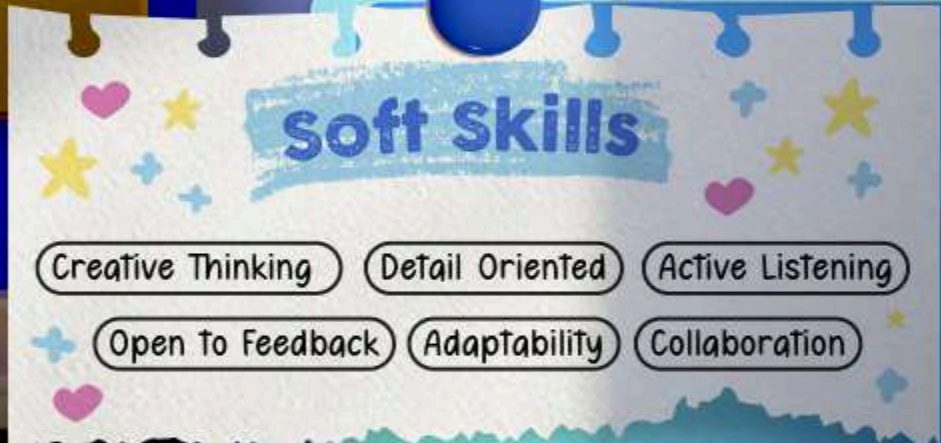 Soft Skills
Creative Thinking Detail Oriented Active Listening
Open to Feedback Adaptability Collaboration